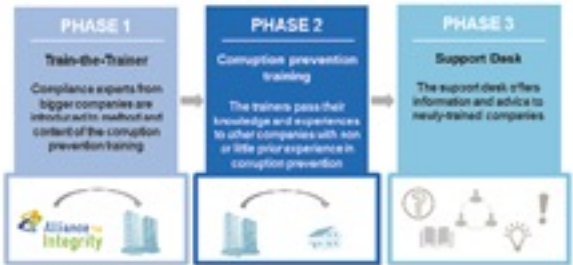 PHASE 1
Train-the-Trainer
Compliance experts from
bigger companies are
introduced to method and
content of the corruption
prevention training
PHASE 2
Corruption prevention
training
The trainers pass their
knowledge and experiences
to other companies with non
or little prior experience in
corruption prevention
PHASE 3
Support Desk
The support desk offers
information and advice to
newly-trained companies
Alliance for
Integrity